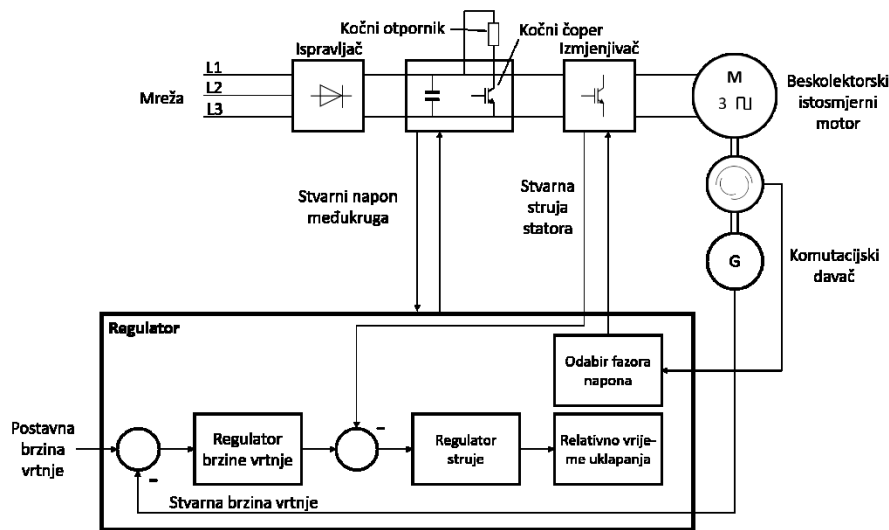 Kočni otpornik
Kočni čoper
Ispravljač
Izmjenjivač
L1
L2
L3
Mreža
M
3
Beskolektorski
istosmjerni
motor
Stvarni napon
međukruga
Stvarna
struja
statora
G
Komutacijski
davač
Regulator
Odabir fazora
napona
Postavna
brzina
vrtnje
-
Regulator
brzine vrtnje
-
Regulator
struje
Relativno vrije-
me uklapanja
Stvarna brzina vrtnje